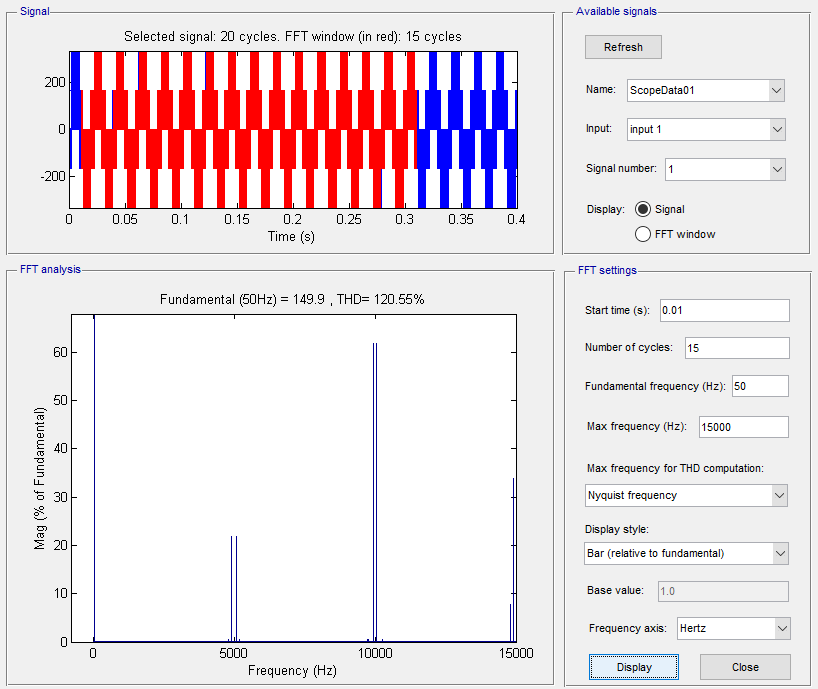 Signal
Selected signal: 20 cycles. FFT window (in red): 15 cycles
200
0
-200
0 0.05 0.1 0.15 0.2 0.25 0.3 0.35 0.4
Time (s)
Available signals
Refresh
Name: ScopeData01
Input: input 1
Signal number: 1
Display: Signal
FFT window
FFT analysis
Fundamental (50Hz) = 149.9 , THD= 120.55%
60
50
40
30
20
10
0
Mag (% of Fundamental)
0 5000 10000 15000
Frequency (Hz)
FFT settings
Start time (s): 0.01
Number of cycles: 15
Fundamental frequency (Hz): 50
Max frequency (Hz): 15000
Max frequency for THD computation:
Nyquist frequency
Display style:
Bar (relative to fundamental)
Base value: 1.0
Frequency axis: Hertz
Display Close